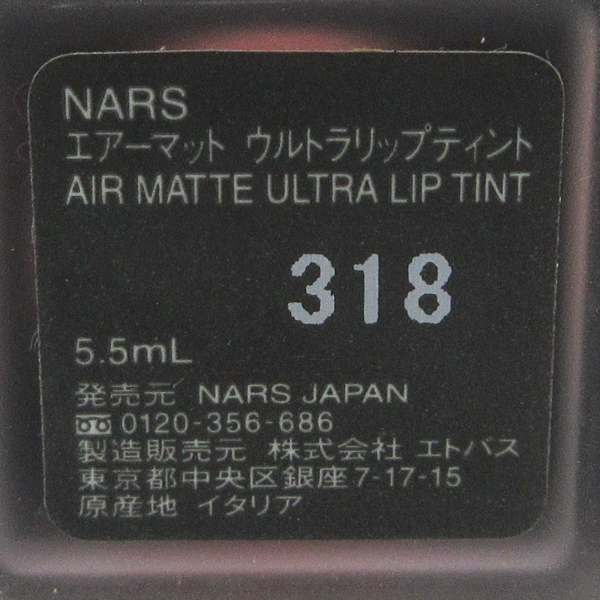 NARS
エアーマット ウルトラリップティント
AIR MATTE ULTRA LIP TINT
318
5.5mL
発売元 NARS JAPAN
0120-356-686
製造販売元 株式会社 エトバス
東京都中央区銀座7-17-15
原産地 イタリア